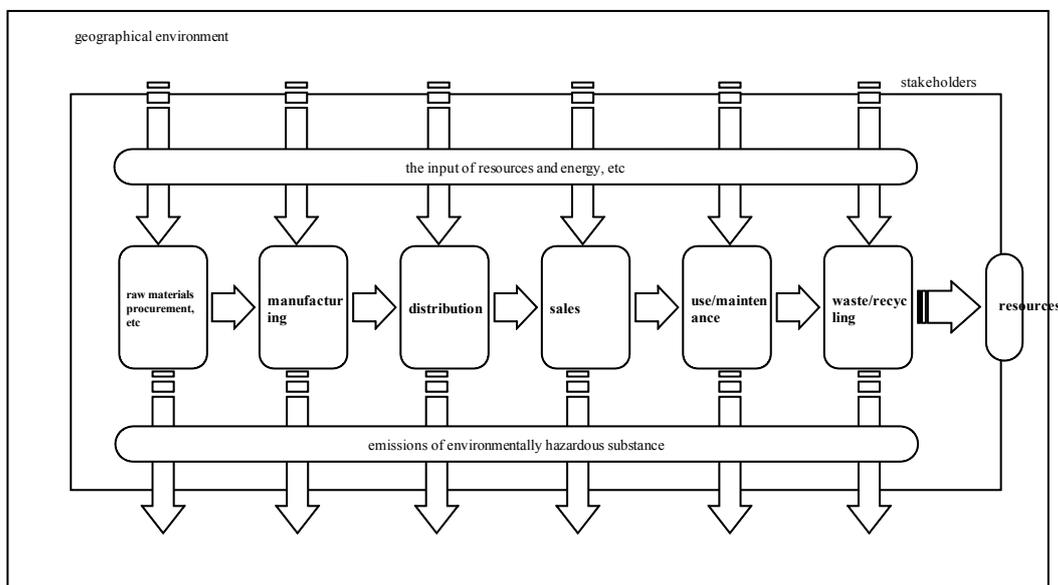 geographical environment
stakeholders
the input of resources and energy, etc
raw materials
procurement,
etc
manufactur
ing
distribution
sales
use/mainten
ance
waste/recyc
ling
resources
emissions of environmentally hazardous substance